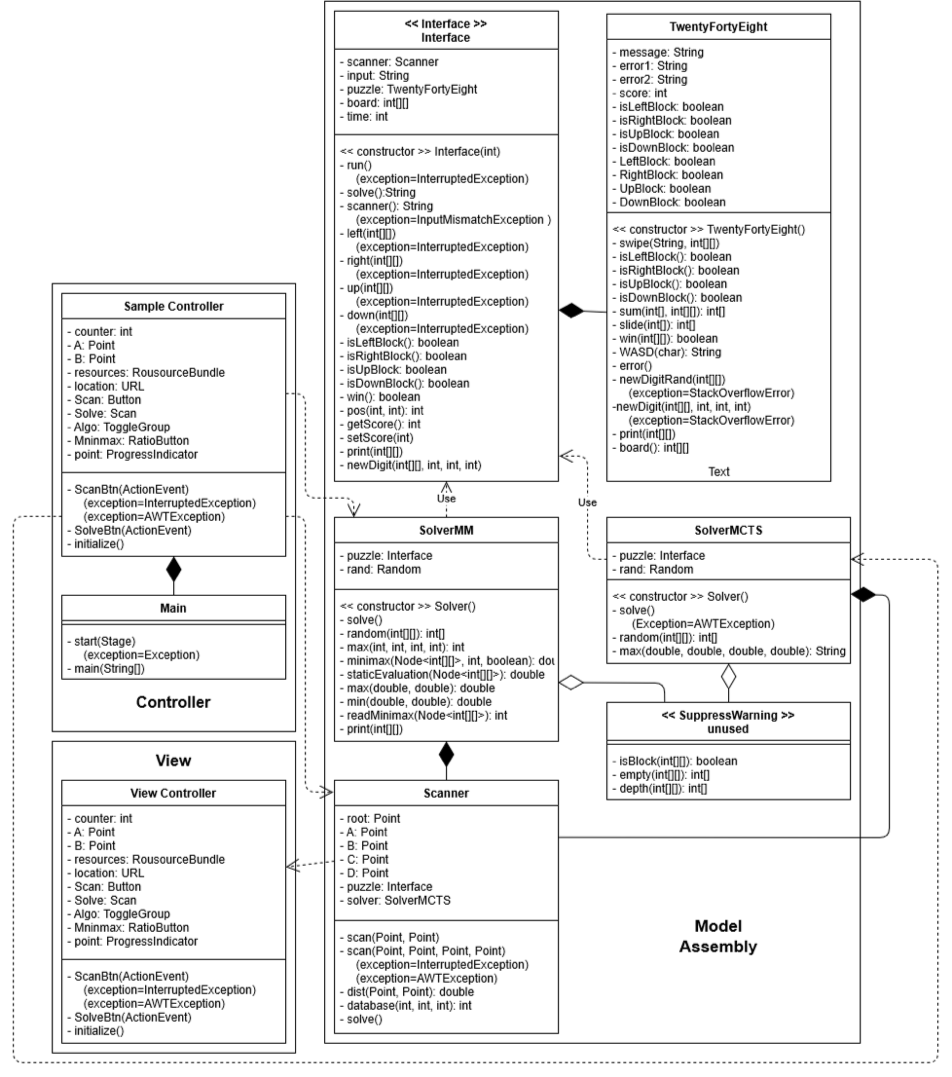 << Interface >>
Interface
- scanner: Scanner
- input: String
- puzzle: TwentyFortyEight
- board: int[][]
- time: int
<< constructor >> Interface(int)
- run()
(exception=InterruptedException)
- solve():String
- scanner(): String
(exception=InputMismatchException )
- left(int[][])
(exception=InterruptedException)
- right(int[][])
(exception=InterruptedException)
- up(int[][])
(exception=InterruptedException)
- down(int[][])
(exception=InterruptedException)
- isLeftBlock(): boolean
- isRightBlock(): boolean
- isUpBlock: boolean
- isDownBlock(): boolean
- win(): boolean
- pos(int, int): int
- getScore(): int
- setScore(int)
- print(int[][])
- newDigit(int[][], int, int, int)
TwentyFortyEight
- message: String
- error1: String
- error2: String
- score: int
- isLeftBlock: boolean
- isRightBlock: boolean
- isUpBlock: boolean
- isDownBlock: boolean
- LeftBlock: boolean
- RightBlock: boolean
- UpBlock: boolean
- DownBlock: boolean
<< constructor >> TwentyFortyEight()
- swipe(String, int[][])
- isLeftBlock(): boolean
- isRightBlock(): boolean
- isUpBlock(): boolean
- isDownBlock(): boolean
- sum(int[], int[][]): int[]
- slide(int[]): int[]
- win(int[][]): boolean
- WASD(char): String
- error()
- newDigitRand(int[][])
(exception=StackOverflowError)
-newDigit(int[][], int, int, int)
(exception=StackOverflowError)
- print(int[][])
- board(): int[][]
Text
Sample Controller
- counter: int
- A: Point
- B: Point
- resources: RousourceBundle
- location: URL
- Scan: Button
- Solve: Scan
- Algo: ToggleGroup
- Mninmax: RatioButton
- point: ProgressIndicator
- ScanBtn(ActionEvent)
(exception=InterruptedException)
(exception=AWTException)
- SolveBtn(ActionEvent)
- initialize()
Main
- start(Stage)
(exception=Exception)
- main(String[])
Controller
Use
Use
SolverMM
- puzzle: Interface
- rand: Random
<< constructor >> Solver()
- solve()
- random(int[][]): int[]
- max(int, int, int, int): int
- minimax(Node<int[][]>, int, boolean): dou
- staticEvaluation(Node<int[][]>): double
- max(double, double): double
- min(double, double): double
- readMinimax(Node<int[][]>): int
- print(int[][])
SolverMCTS
- puzzle: Interface
- rand: Random
<< constructor >> Solver()
- solve()
(Exception=AWTException)
- random(int[][]): int[]
- max(double, double, double, double): String
<< SuppressWarning >>
unused
- isBlock(int[][]): boolean
- empty(int[][]): int[]
- depth(int[][]): int[]
View
View Controller
- counter: int
- A: Point
- B: Point
- resources: RousourceBundle
- location: URL
- Scan: Button
- Solve: Scan
- Algo: ToggleGroup
- Mninmax: RatioButton
- point: ProgressIndicator
- ScanBtn(ActionEvent)
(exception=InterruptedException)
(exception=AWTException)
- SolveBtn(ActionEvent)
- initialize()
Scanner
- root: Point
- A: Point
- B: Point
- C: Point
- D: Point
- puzzle: Interface
- solver: SolverMCTS
- scan(Point, Point)
- scan(Point, Point, Point, Point)
(exception=InterruptedException)
(exception=AWTException)
- dist(Point, Point): double
- database(int, int, int): int
- solve()
Model
Assembly